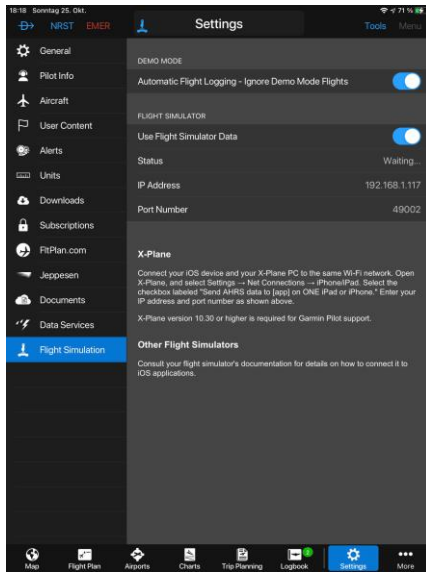 18:18 Sonntag 25. Okt.
71 %
NRST EMER
Settings
Tools Menu
General
Pilot Info
Aircraft
User Content
Alerts
Units
Downloads
Subscriptions
FltPlan.com
Jeppesen
Documents
Data Services
Flight Simulation
DEMO MODE
Automatic Flight Logging - Ignore Demo Mode Flights
FLIGHT SIMULATOR
Use Flight Simulator Data
Status Waiting...
IP Address 192.168.1.117
Port Number 49002
X-Plane
Connect your iOS device and your X-Plane PC to the same Wi-Fi network. Open
X-Plane, and select Settings → Net Connections → iPhone/iPad. Select the
checkbox labeled "Send AHRS data to [app] on ONE iPad or iPhone." Enter your
IP address and port number as shown above.
X-Plane version 10.30 or higher is required for Garmin Pilot support.
Other Flight Simulators
Consult your flight simulator's documentation for details on how to connect it to
iOS applications.
Map Flight Plan Airports Charts Trip Planning Logbook Settings More